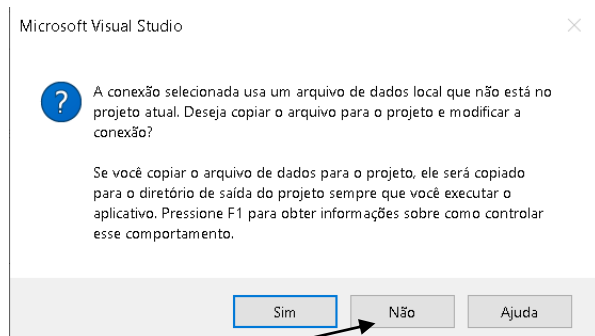 Microsoft Visual Studio
A conexão selecionada usa um arquivo de dados local que não está no
projeto atual. Deseja copiar o arquivo para o projeto e modificar a
conexão?
Se você copiar o arquivo de dados para o projeto, ele será copiado
para o diretório de saída do projeto sempre que você executar o
aplicativo. Pressione F1 para obter informações sobre como controlar
esse comportamento.
Sim Não Ajuda